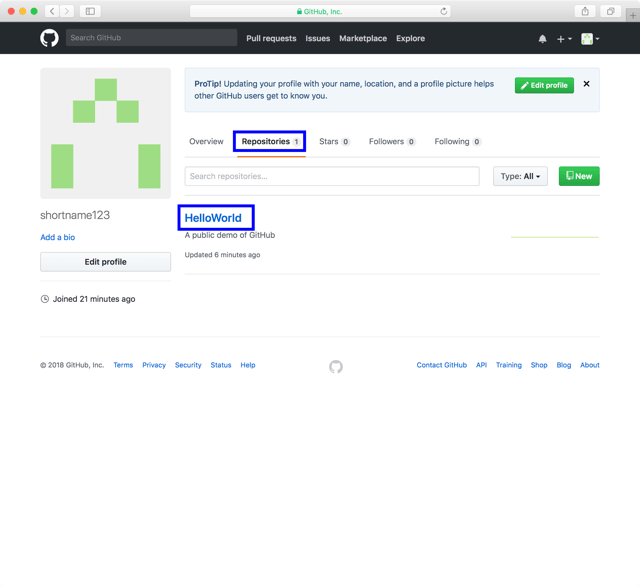 GitHub, Inc.
Search GitHub
Pull requests Issues Marketplace Explore
ProTip! Updating your profile with your name, location, and a profile picture helps
other GitHub users get to know you.
Edit profile
Overview Repositories 1 Stars 0 Followers 0 Following 0
Search repositories...
Type: All
New
shortname123
Add a bio
Edit profile
Joined 21 minutes ago
HelloWorld
A public demo of GitHub
Updated 6 minutes ago
© 2018 GitHub, Inc. Terms Privacy Security Status Help
Contact GitHub API Training Shop Blog About